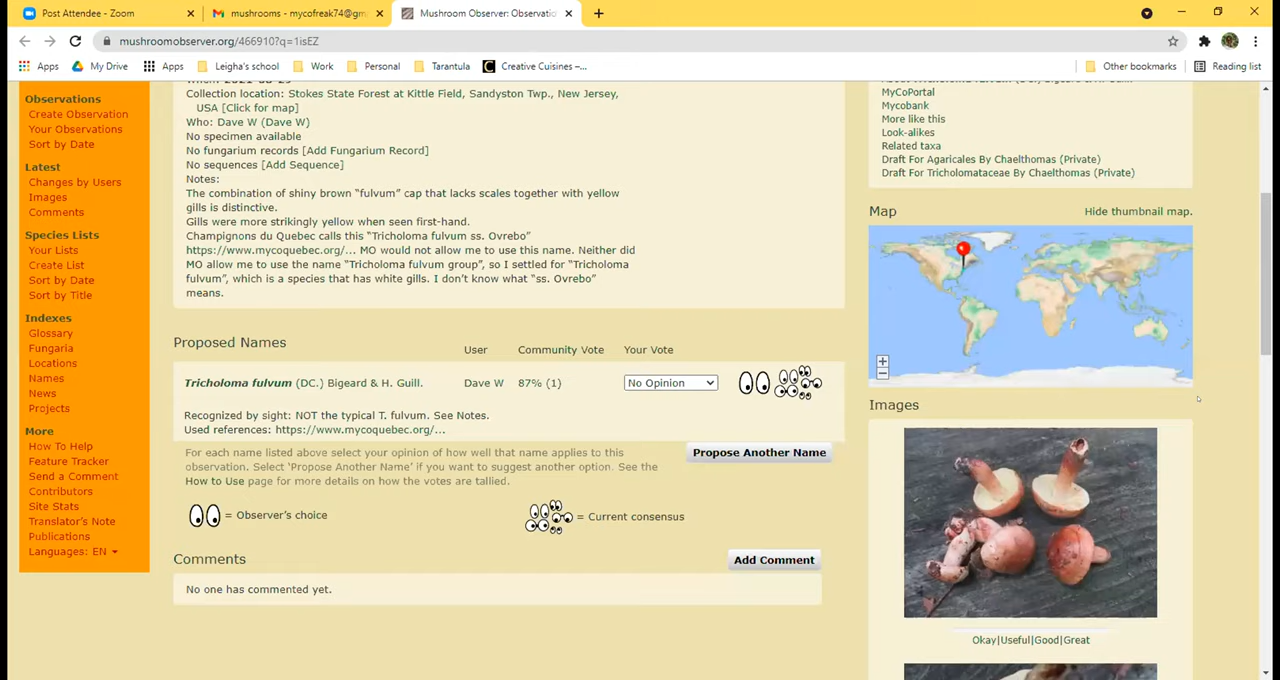 Post Attendee - Zoom
mushrooms - mycofreak74@gm
Mushroom Observer: Observatio
mushroomobserver.org/466910?q=1isEZ
Apps
My Drive
Apps
Leigha's school
Work
Personal
Tarantula
Creative Cuisines –...
Other bookmarks
Reading list
Observations
Create Observation
Your Observations
Sort by Date
Latest
Changes by Users
Images
Comments
Species Lists
Your Lists
Create List
Sort by Date
Sort by Title
Indexes
Glossary
Fungaria
Locations
Names
News
Projects
More
How To Help
Feature Tracker
Send a Comment
Contributors
Site Stats
Translator's Note
Publications
Languages: EN
Collection location: Stokes State Forest at Kittle Field, Sandyston Twp., New Jersey,
USA [Click for map]
Who: Dave W (Dave W)
No specimen available
No fungarium records [Add Fungarium Record]
No sequences [Add Sequence]
Notes:
The combination of shiny brown “fulvum” cap that lacks scales together with yellow
gills is distinctive.
Gills were more strikingly yellow when seen first-hand.
Champignons du Quebec calls this “Tricholoma fulvum ss. Ovrebo”
https://www.mycoquebec.org/... MO would not allow me to use this name. Neither did
MO allow me to use the name “Tricholoma fulvum group”, so I settled for “Tricholoma
fulvum”, which is a species that has white gills. I don't know what “ss. Ovrebo”
means.
Proposed Names
User
Community Vote
Your Vote
Tricholoma fulvum (DC.) Bigeard & H. Guill.
Dave W
87% (1)
No Opinion
Recognized by sight: NOT the typical T. fulvum. See Notes.
Used references: https://www.mycoquebec.org/...
For each name listed above select your opinion of how well that name applies to this
observation. Select ‘Propose Another Name’ if you want to suggest another option. See the
How to Use page for more details on how the votes are tallied.
Propose Another Name
= Observer's choice
= Current consensus
Comments
Add Comment
No one has commented yet.
MyCoPortal
Mycobank
More like this
Look-alikes
Related taxa
Draft For Agaricales By Chaelthomas (Private)
Draft For Tricholomataceae By Chaelthomas (Private)
Map
Hide thumbnail map.
Images
Okay|Useful|Good|Great